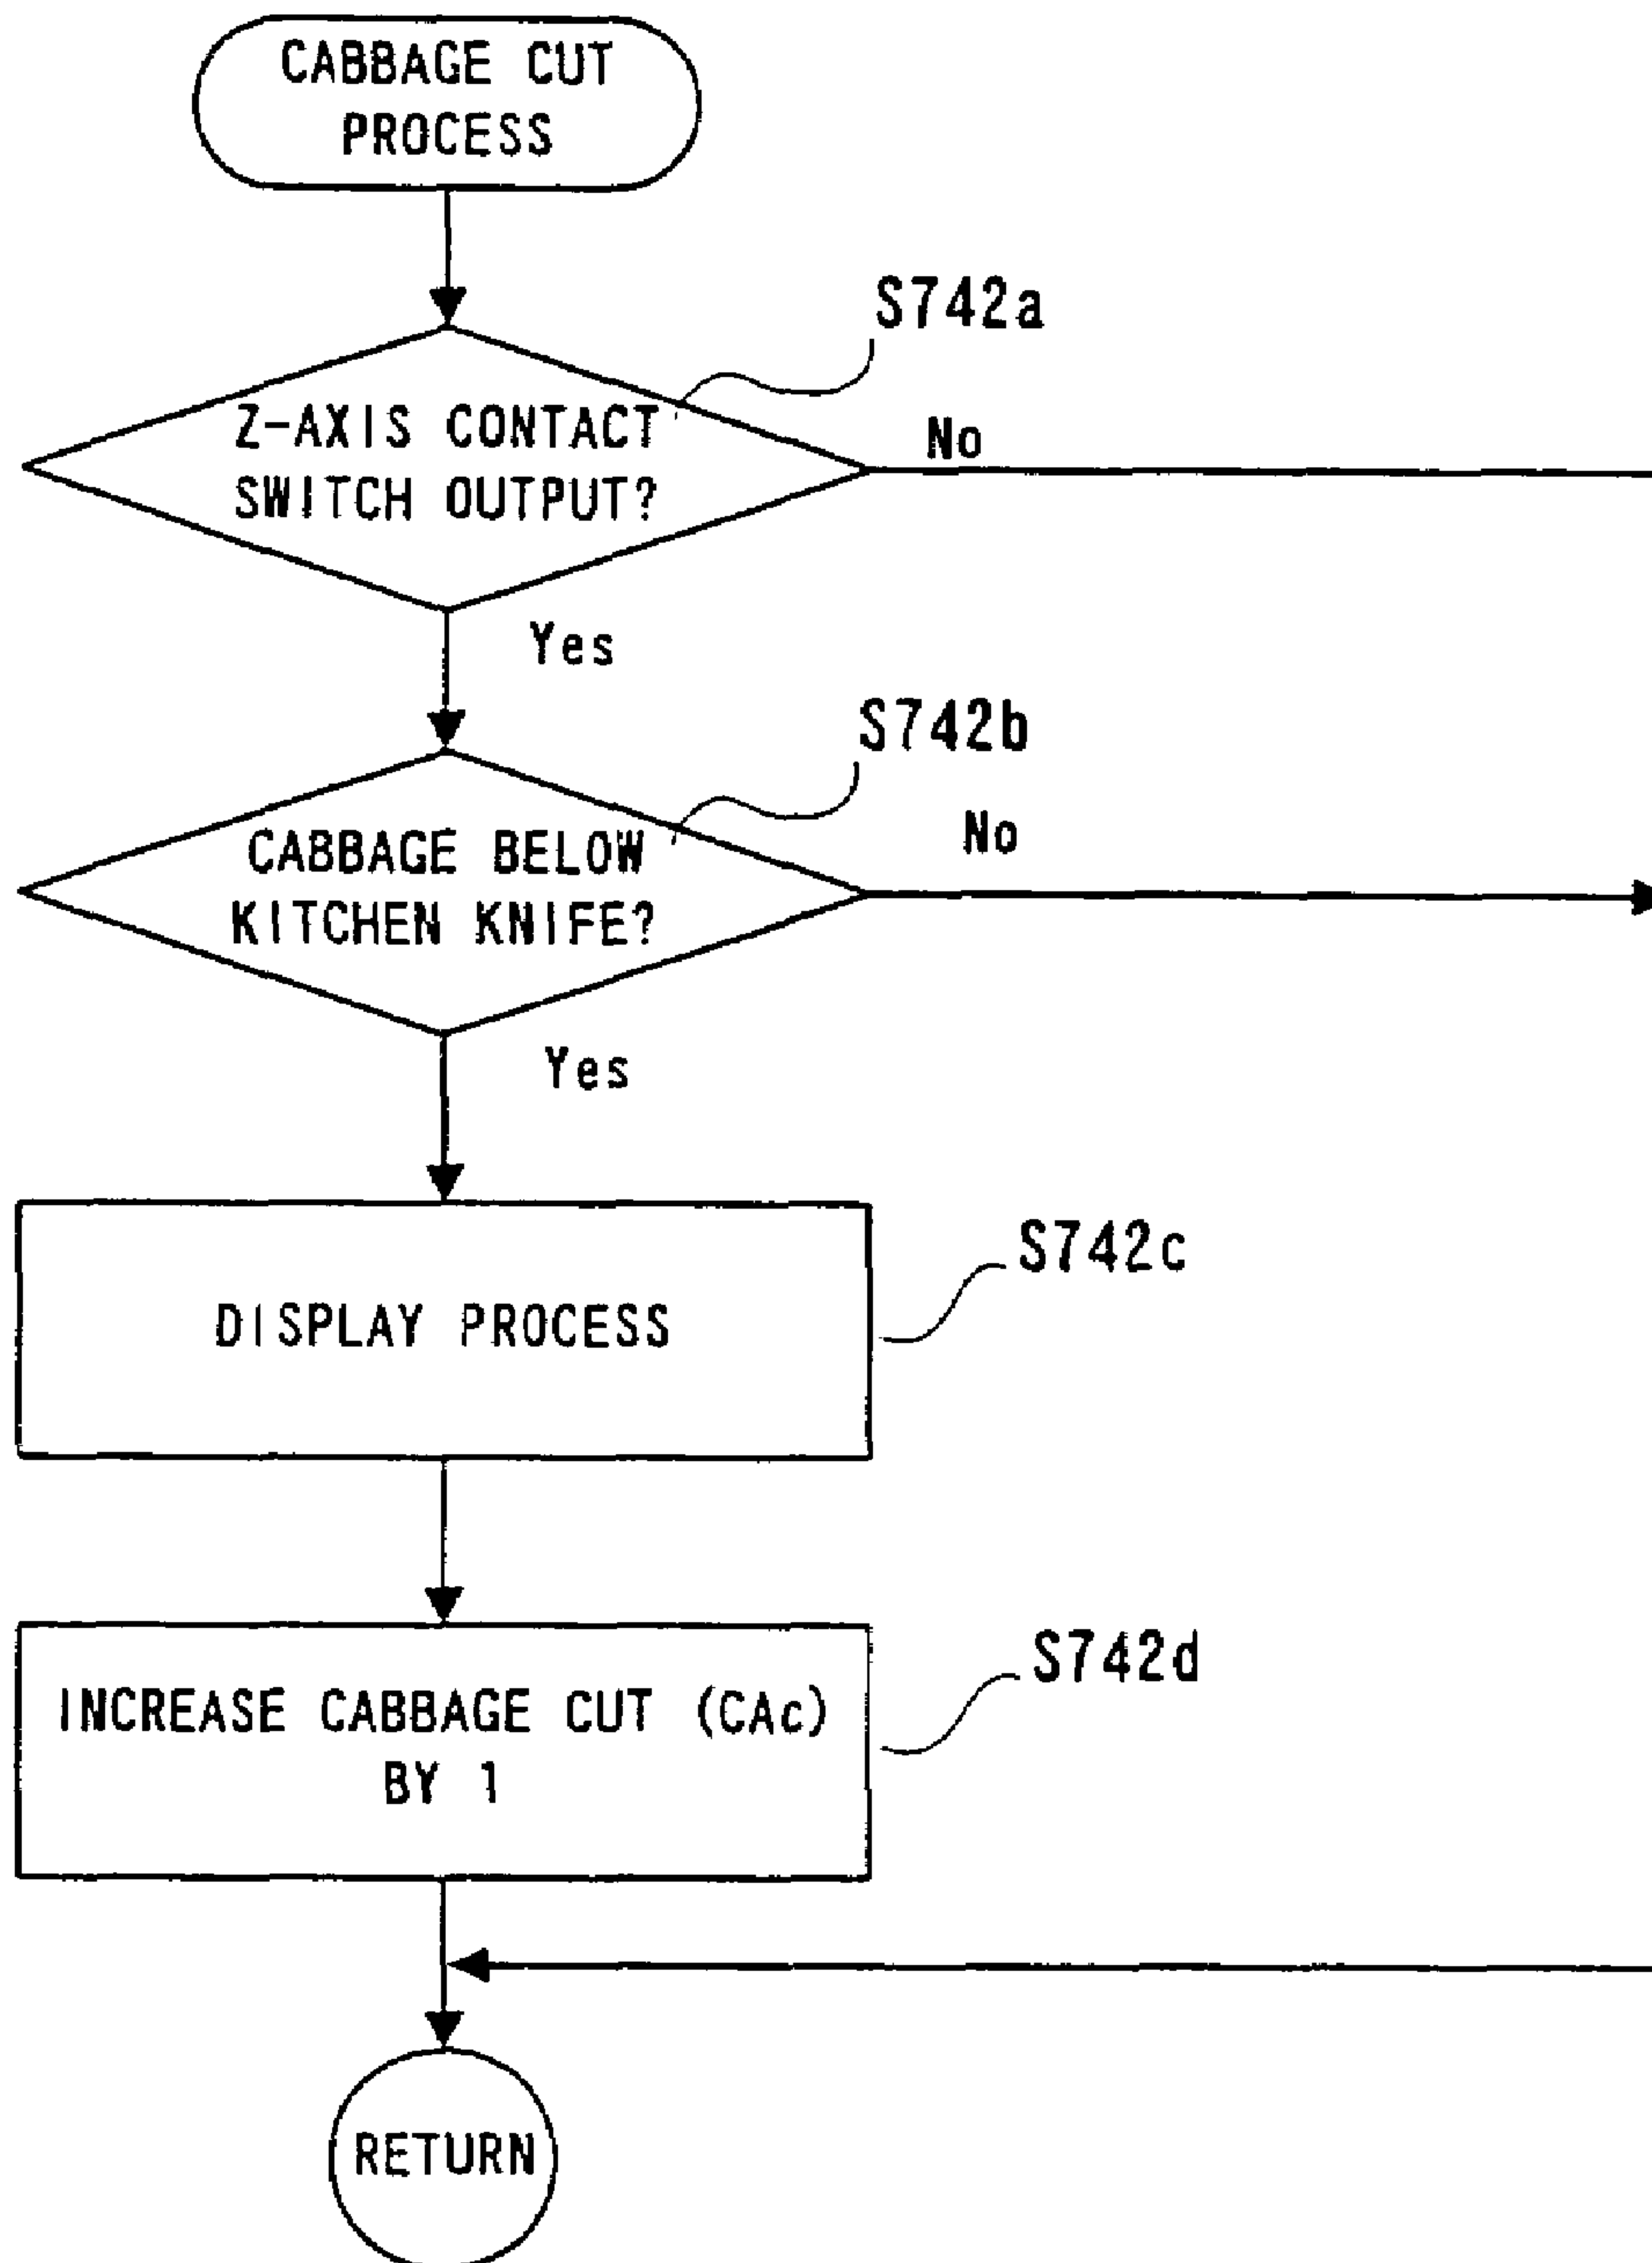 CABBAGE CUT
PROCESS
S742a
Z-AXIS CONTACT
SWITCH OUTPUT?
No
Yes
S742b
CABBAGE BELOW
KITCHEN KNIFE?
No
Yes
S742c
DISPLAY PROCESS
S742d
INCREASE CABBAGE CUT (CAc)
BY 1
RETURN